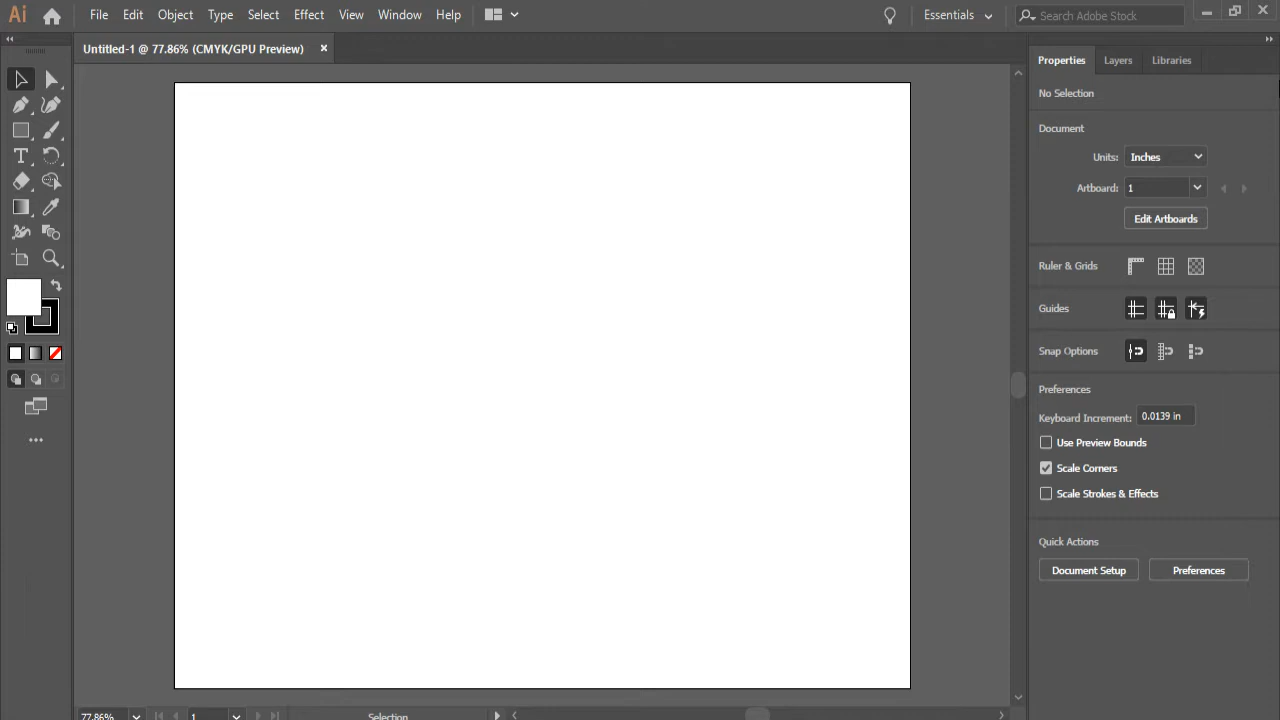 Ai File Edit Object Type Select Effect View Window Help Essentials Search Adobe Stock
Untitled-1 @ 77.86% (CMYK/GPU Preview)
Properties Layers Libraries
No Selection
Document
Units: Inches
Artboard: 1
Edit Artboards
Ruler & Grids
Guides
Snap Options
Preferences
Keyboard Increment: 0.0139 in
Use Preview Bounds
Scale Corners
Scale Strokes & Effects
Quick Actions
Document Setup Preferences
77.86% 1 Selection